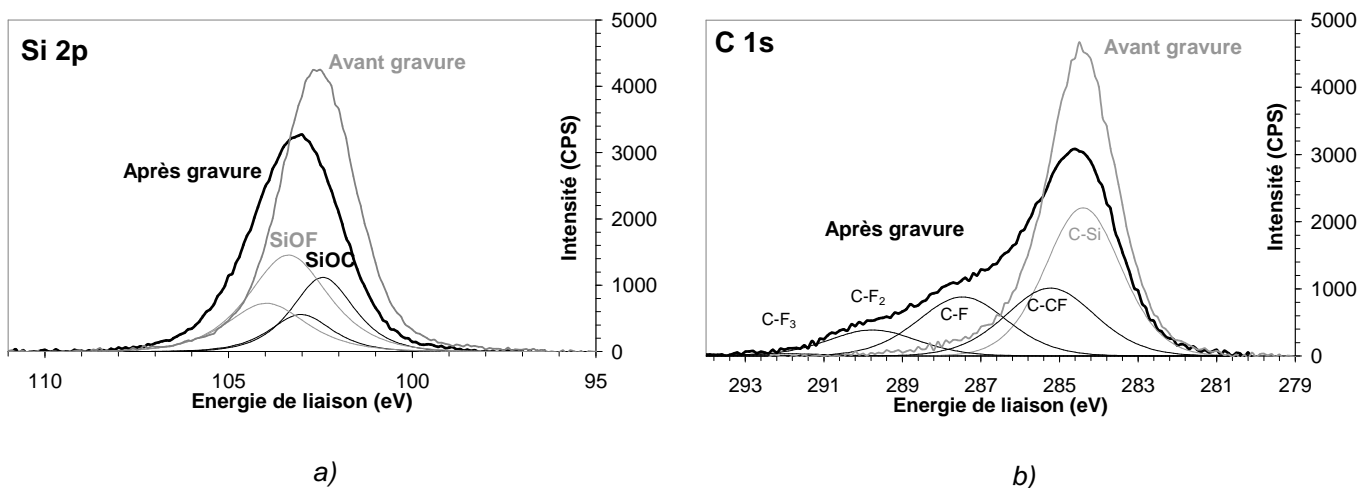 Si 2p
Avant gravure
Après gravure
SiOF
SiOC
5000
4000
3000
2000
1000
0
Intensité (CPS)
110
105
100
95
Energie de liaison (eV)
a)
C 1s
Avant gravure
Après gravure
C-Si
C-F3
C-F2
C-F
C-CF
5000
4000
3000
2000
1000
0
Intensité (CPS)
293
291
289
287
285
283
281
279
Energie de liaison (eV)
b)